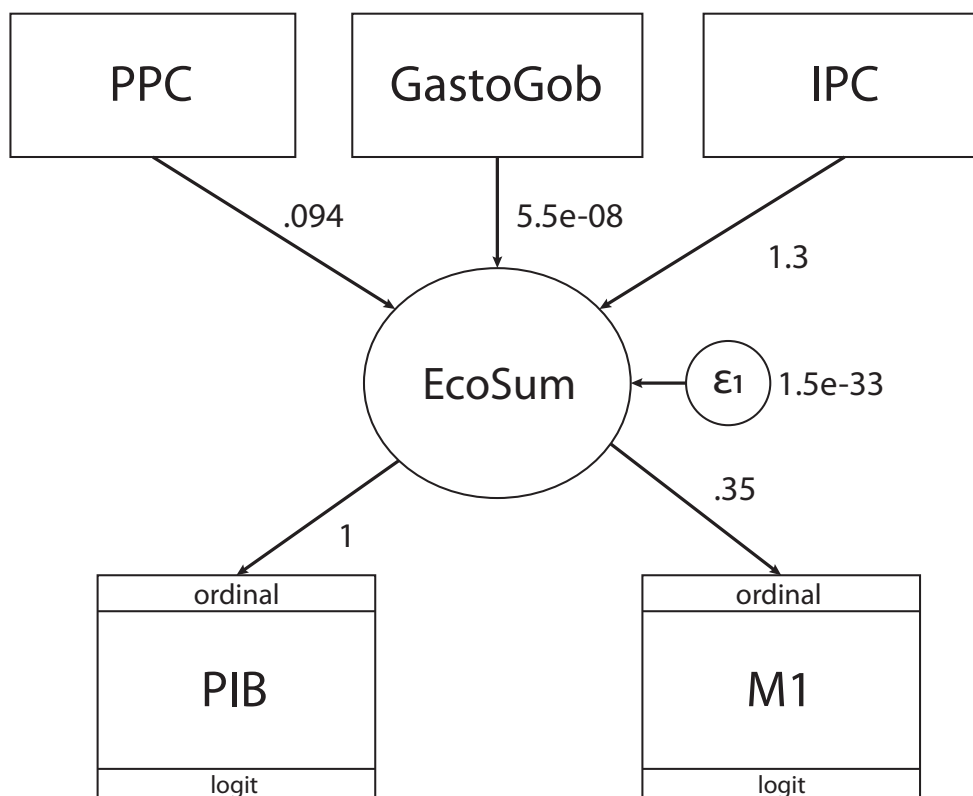 PPC
GastoGob
IPC
.094
5.5e-08
1.3
EcoSum
ε1
1.5e-33
1
.35
ordinal
ordinal
PIB
M1
logit
logit